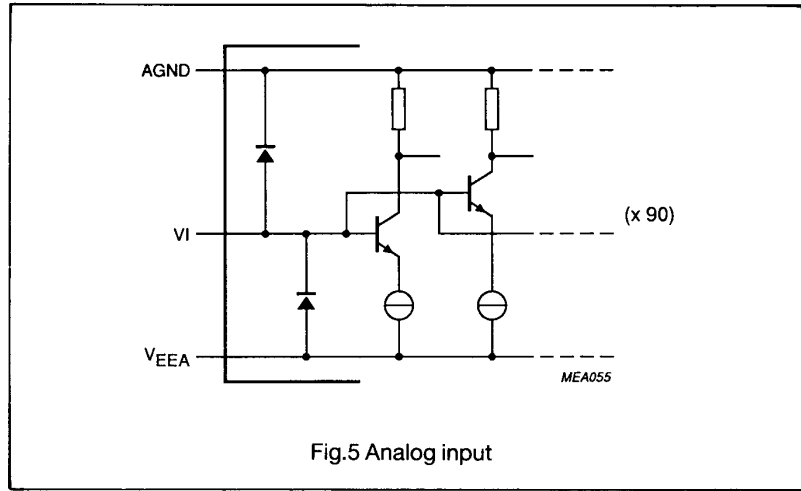 AGND
VI
(x 90)
VEEA
MEA055
Fig.5 Analog input